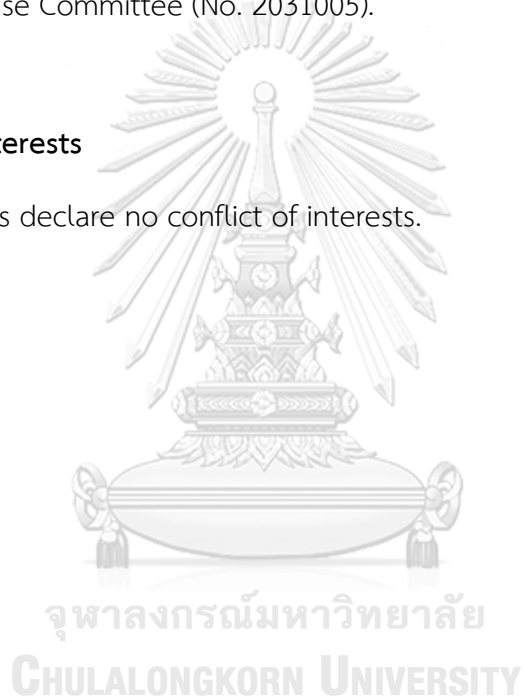 se Committee (No. 2031005).
terests
s declare no conflict of interests.
จุฬาลงกรณ์มหาวิทยาลัย
CHULALONGKORN UNIVERSITY